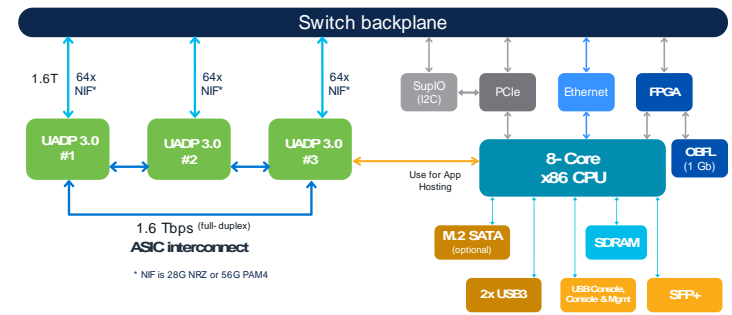 Switch backplane
1.6T
64x
NIF*
64x
NIF*
64x
NIF*
SupIO
(I2C)
PCIe
Ethernet
FPGA
UADP 3.0
#1
UADP 3.0
#2
UADP 3.0
#3
Use for App
Hosting
8-Core
x86 CPU
OBFL
(1 Gb)
1.6 Tbps (full-duplex)
ASIC interconnect
* NIF is 28G NRZ or 56G PAM4
M.2 SATA
(optional)
SDRAM
2x USB3
USB Console,
Console & Mgmt
SFP+